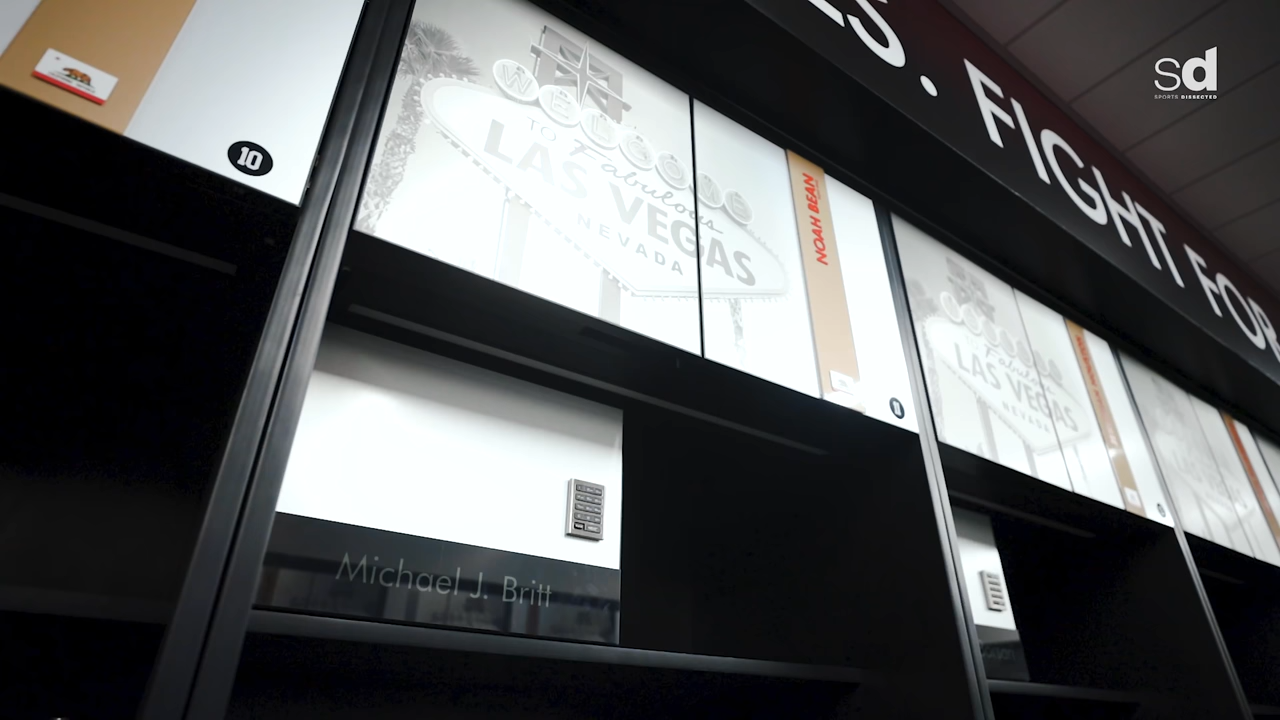 S. FIGHT FOR
sd
SPORTS DISSECTED
10
WELCOME
TO Fabulous
LAS VEGAS
NEVADA
NOAH BEAN
WELCOME
TO Fabulous
LAS VEGAS
NEVADA
Michael J. Britt